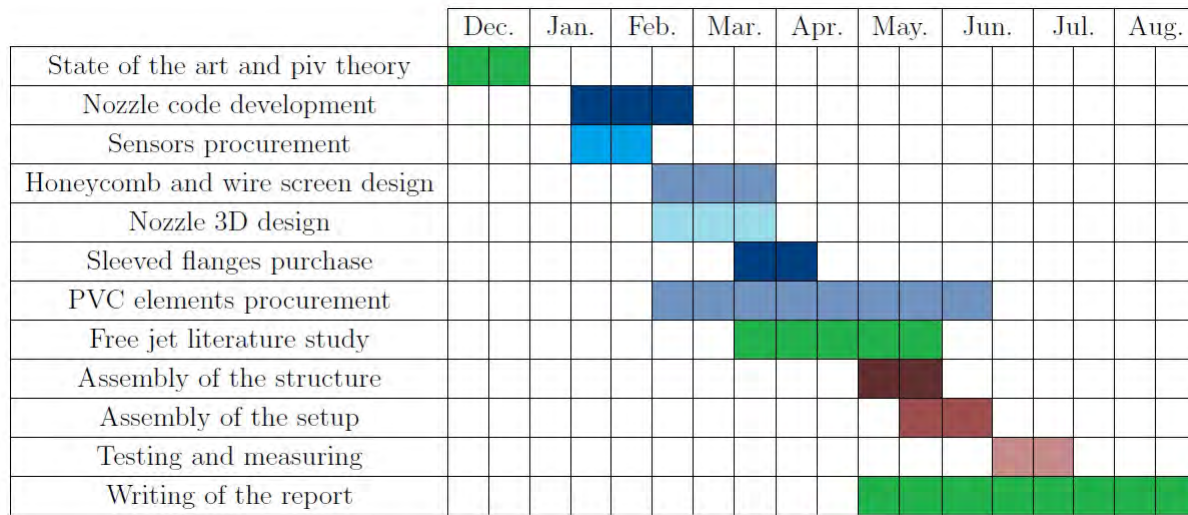 Dec. Jan. Feb. Mar. Apr. May. Jun. Jul. Aug.
State of the art and piv theory
Nozzle code development
Sensors procurement
Honeycomb and wire screen design
Nozzle 3D design
Sleeved flanges purchase
PVC elements procurement
Free jet literature study
Assembly of the structure
Assembly of the setup
Testing and measuring
Writing of the report